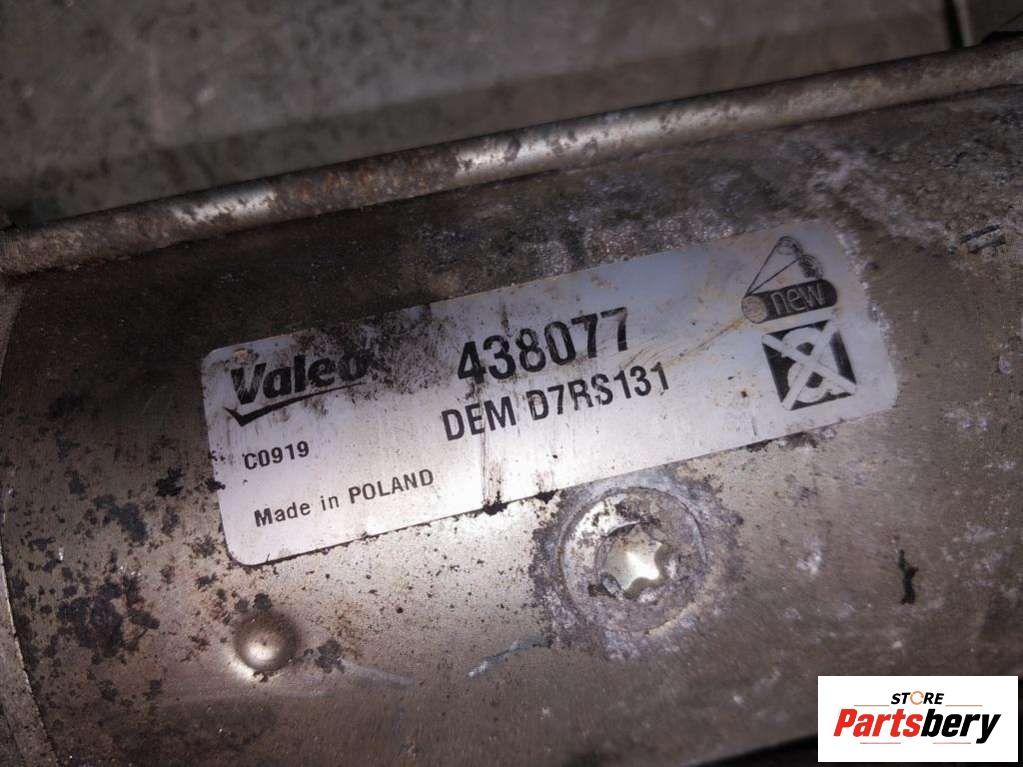 Valeo
438077
new
DEM D7RS131
C0919
Made in POLAND
STORE
Partsbery